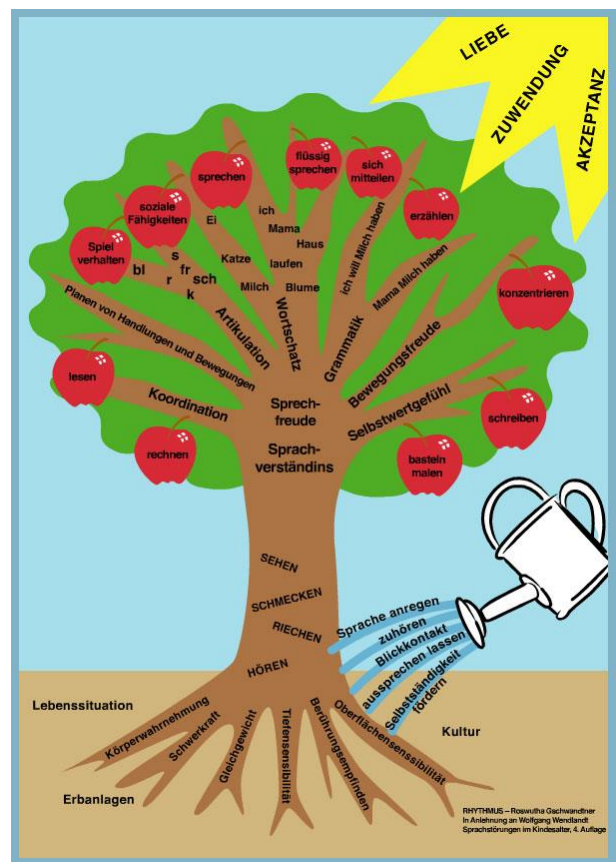 LIEBE
ZUWENDUNG
AKZEPTANZ
sprechen
flüssig
sprechen
sich
mitteilen
erzählen
soziale
Fähigkeiten
Spiel
verhalten
konzentrieren
lesen
rechnen
schreiben
basteln
malen
ich
Ei
Mama
Haus
Katze
laufen
Milch
Blume
s
bl
fr
r
sch
k
ich will Milch haben
Mama Milch haben
Planen von Handlungen und Bewegungen
Artikulation
Wortschatz
Grammatik
Bewegungsfreude
Koordination
Selbstwertgefühl
Sprech-
freude
Sprach-
verständins
SEHEN
SCHMECKEN
RIECHEN
HÖREN
Sprache anregen
zuhören
Blickkontakt
aussprechen lassen
Selbstständigkeit
fördern
Lebenssituation
Kultur
Erbanlagen
Körperwahrnehmung
Schwerkraft
Gleichgewicht
Tiefensensibilität
Berührungsempfinden
Oberflächensenssibilität
RHYTHMUS – Roswutha Gschwandtner
In Anlehnung an Wolfgang Wendlandt
Sprachstörungen im Kindesalter, 4. Auflage